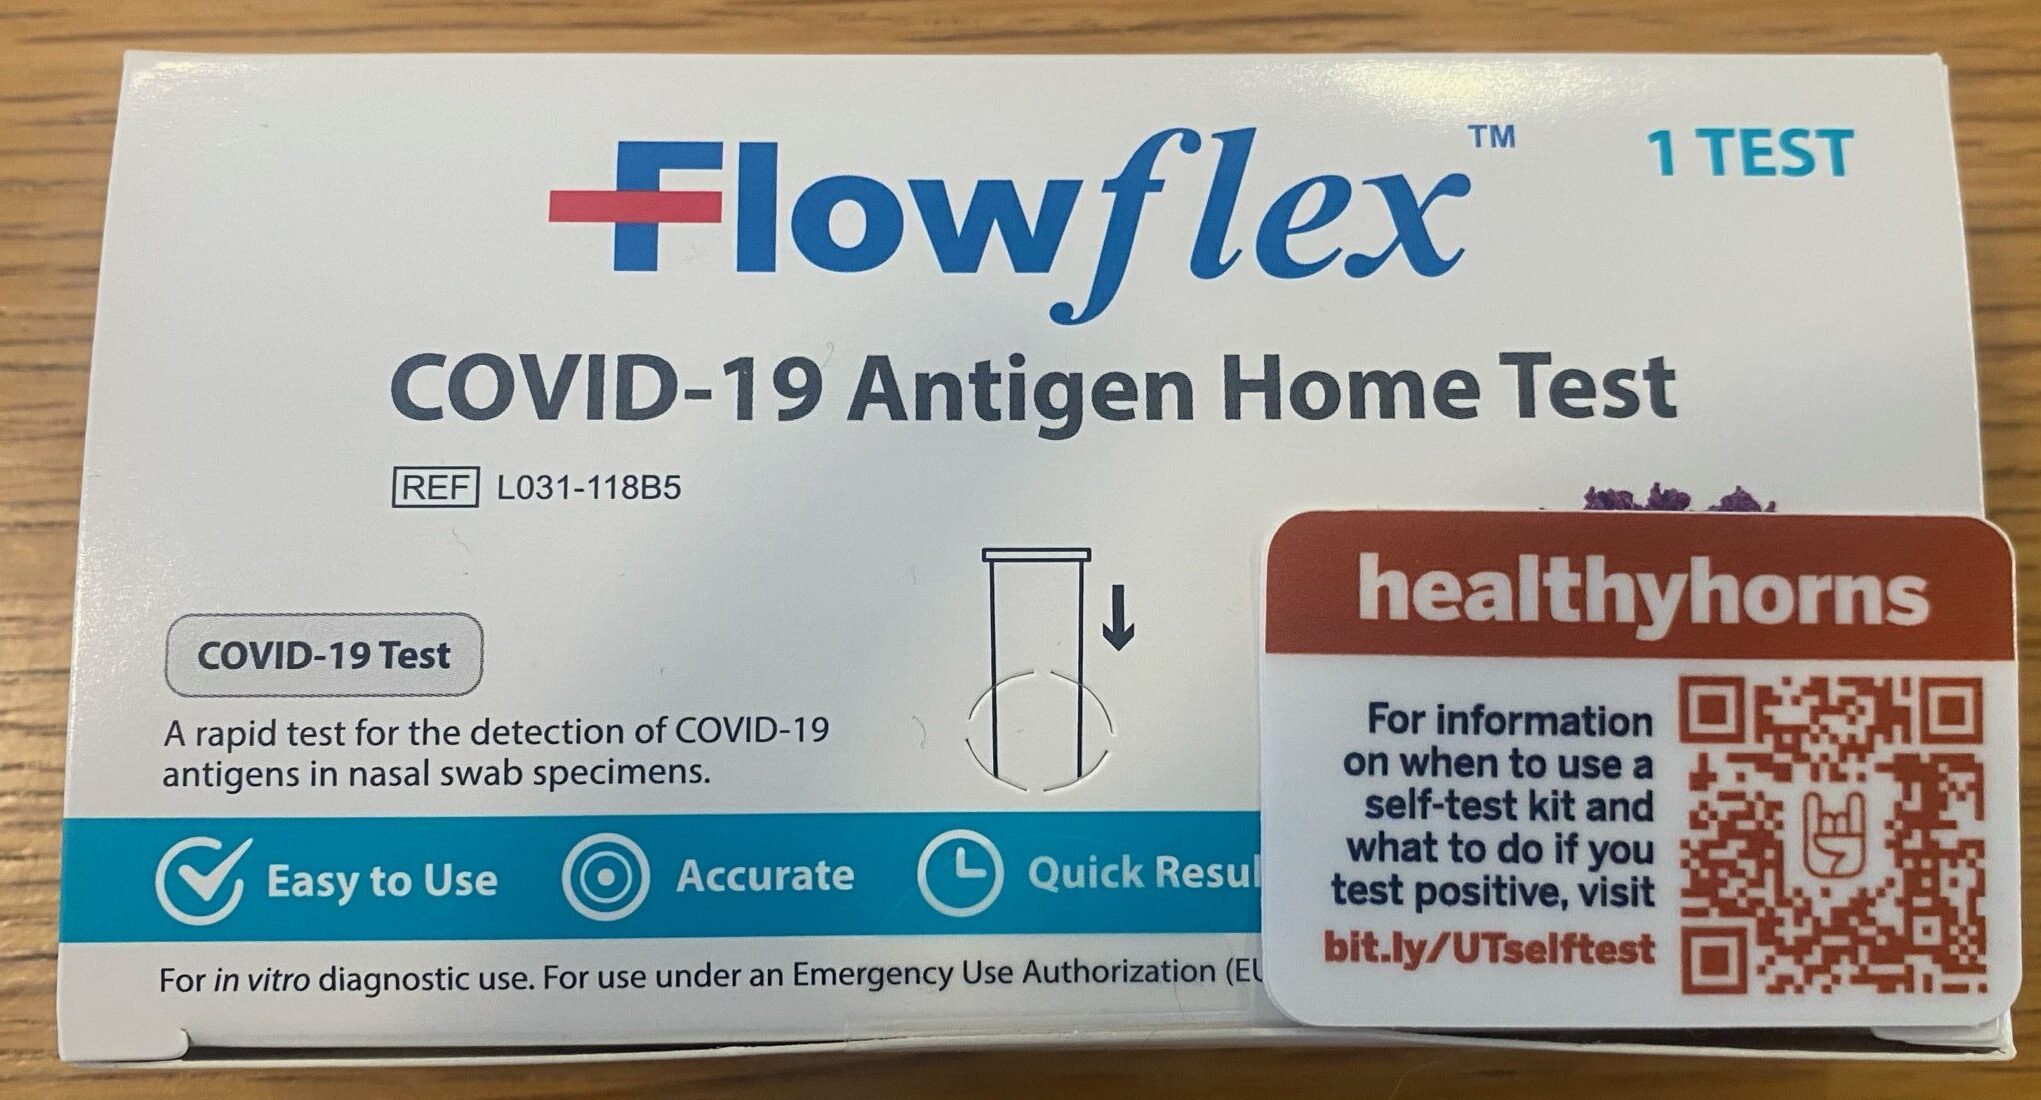 Flowflex™
1 TEST
COVID-19 Antigen Home Test
REF L031-118B5
COVID-19 Test
A rapid test for the detection of COVID-19
antigens in nasal swab specimens.
Easy to Use
Accurate
Quick
For in vitro diagnostic use. For use under an Emergency Use Authorization
healthyhorns
For information
on when to use a
self-test kit and
what to do if you
test positive, visit
bit.ly/UTselftest